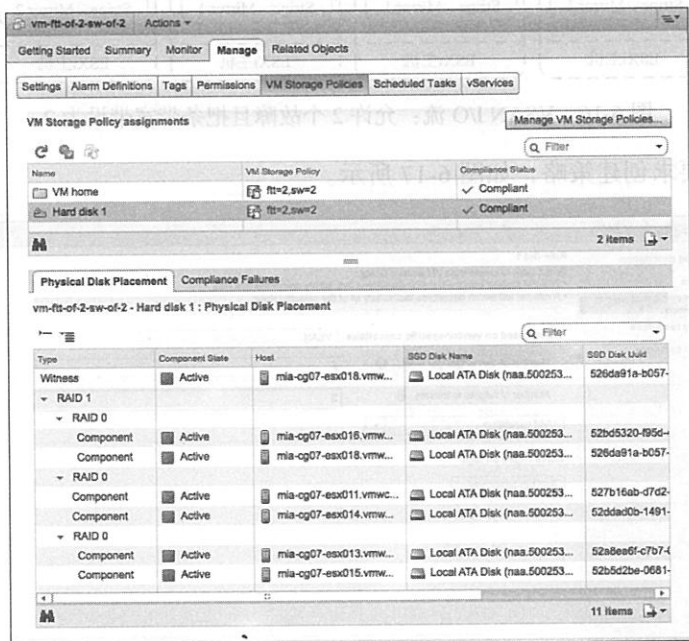 vm-ftt-of-2-sw-of-2 Actions
Getting Started Summary Monitor Manage Related Objects
Settings Alarm Definitions Tags Permissions VM Storage Policies Scheduled Tasks vServices
VM Storage Policy assignments Manage VM Storage Policies...
Filter
Name VM Storage Policy Compliance Status
VM home ftt=2,sw=2 Compliant
Hard disk 1 ftt=2,sw=2 Compliant
2 items
Physical Disk Placement Compliance Failures
vm-ftt-of-2-sw-of-2 - Hard disk 1 : Physical Disk Placement
Filter
Type Component State Host SSD Disk Name SSD Disk Uuid
Witness Active mia-cg07-esx018.vmw... Local ATA Disk (naa.500253... 526da91a-b057-
RAID 1
RAID 0
Component Active mia-cg07-esx016.vmw... Local ATA Disk (naa.500253... 52bd5320-f95d-
Component Active mia-cg07-esx018.vmw... Local ATA Disk (naa.500253... 526da91a-b057-
RAID 0
Component Active mia-cg07-esx011.vmwc... Local ATA Disk (naa.500253... 527b16ab-d7d2-
Component Active mia-cg07-esx014.vmw... Local ATA Disk (naa.500253... 52ddad0b-1491-
RAID 0
Component Active mia-cg07-esx013.vmw... Local ATA Disk (naa.500253... 52a8ea6f-c7b7-
Component Active mia-cg07-esx015.vmw... Local ATA Disk (naa.500253... 52b5d2be-0681-
11 items